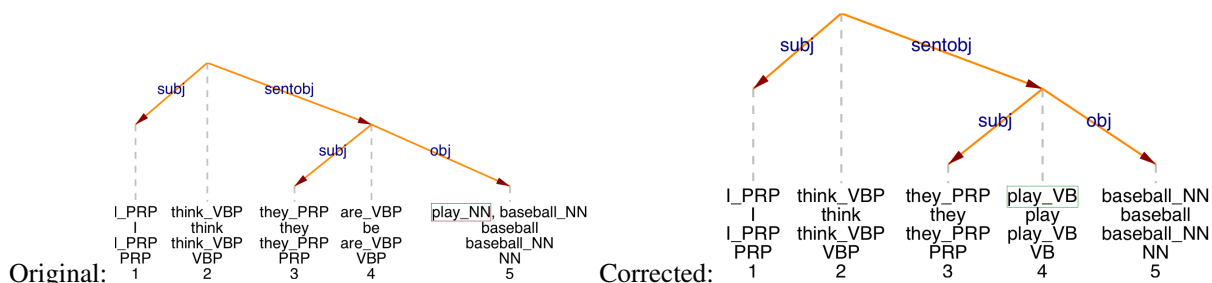 subj sentobj
subj obj
I_PRP think_VBP they_PRP are_VBP play_NN, baseball_NN
I think they be baseball
I_PRP think_VBP they_PRP are_VBP baseball_NN
PRP VBP PRP VBP NN
Original: 1 2 3 4 5
subj sentobj
subj obj
I_PRP think_VBP they_PRP play_VB baseball_NN
I think they play baseball
I_PRP think_VBP they_PRP play_VB baseball_NN
PRP VBP PRP VB NN
Corrected: 1 2 3 4 5